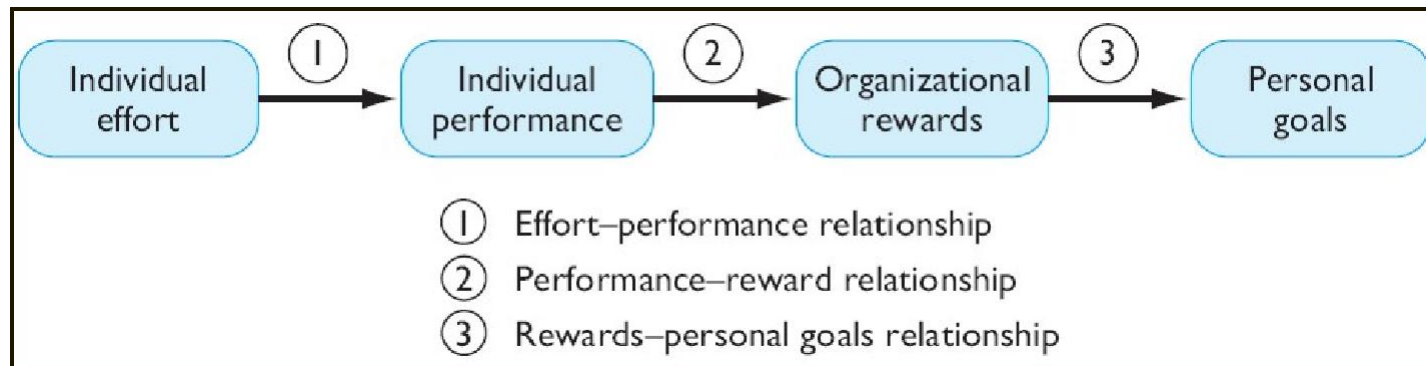 Individual
effort
1
Individual
performance
2
Organizational
rewards
3
Personal
goals
1 Effort–performance relationship
2 Performance–reward relationship
3 Rewards–personal goals relationship